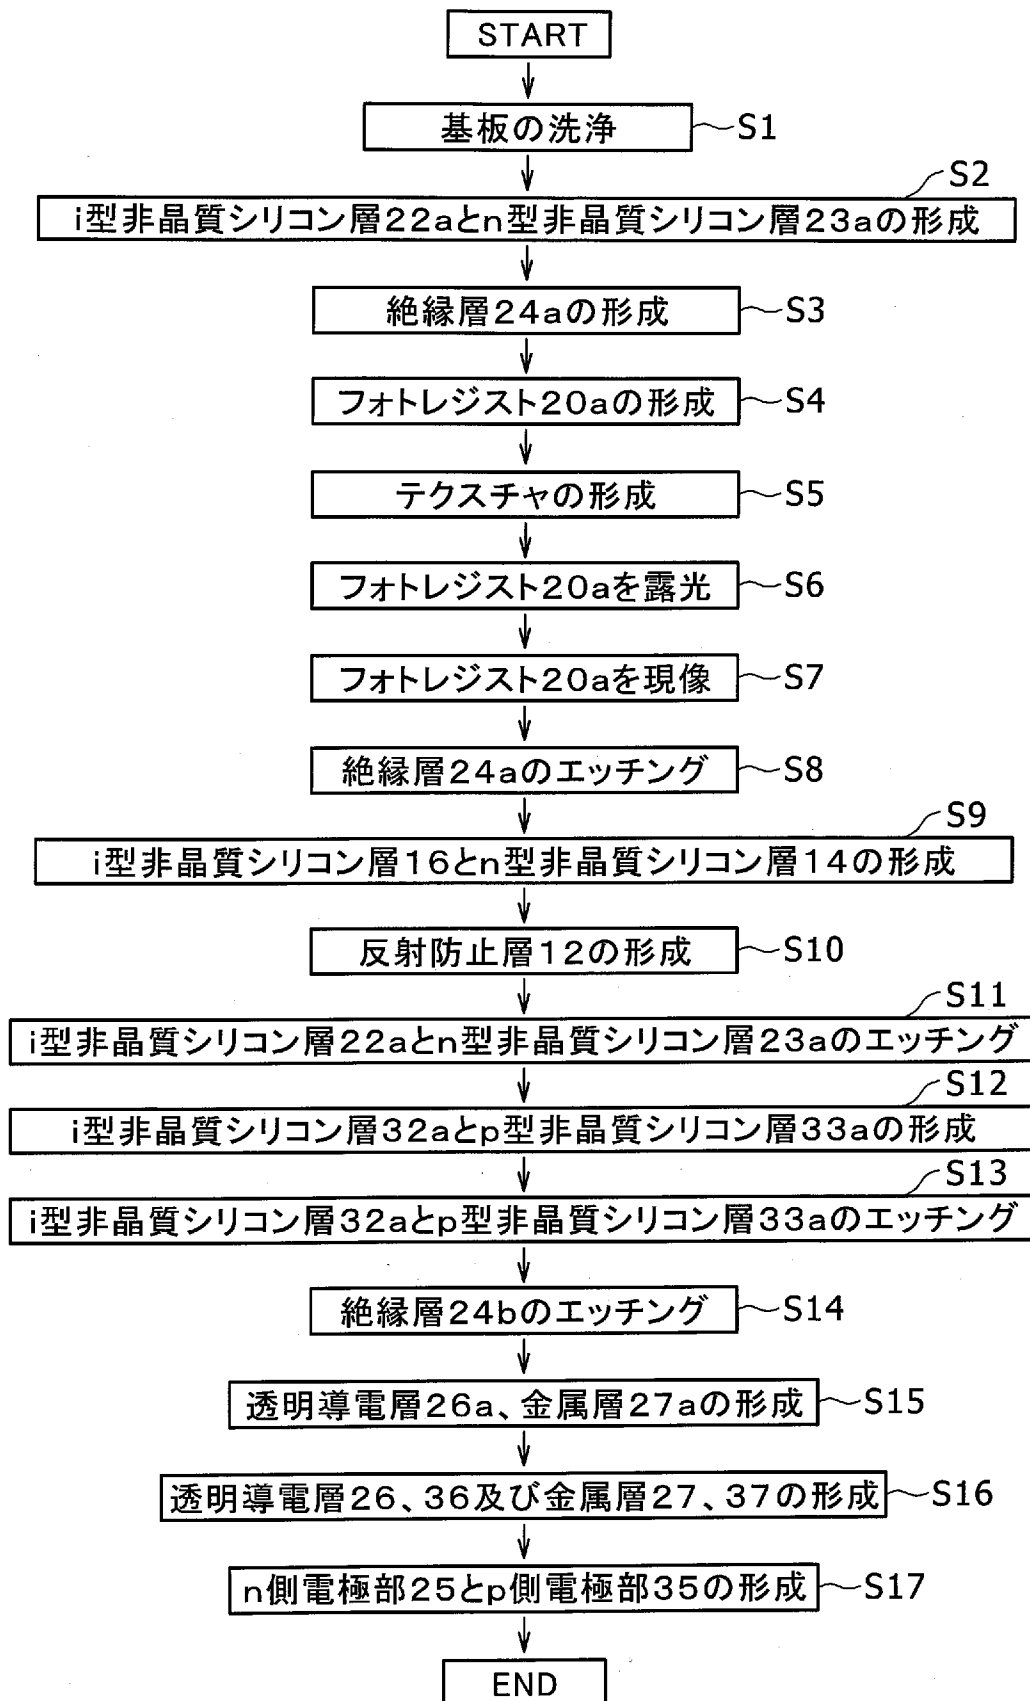 START
基板の洗浄 S1
S2
i型非晶質シリコン層22aとn型非晶質シリコン層23aの形成
絶縁層24aの形成 S3
フォトレジスト20aの形成 S4
テクスチャの形成 S5
フォトレジスト20aを露光 S6
フォトレジスト20aを現像 S7
絶縁層24aのエッチング S8
S9
i型非晶質シリコン層16とn型非晶質シリコン層14の形成
反射防止層12の形成 S10
S11
i型非晶質シリコン層22aとn型非晶質シリコン層23aのエッチング
S12
i型非晶質シリコン層32aとp型非晶質シリコン層33aの形成
S13
i型非晶質シリコン層32aとp型非晶質シリコン層33aのエッチング
絶縁層24bのエッチング S14
透明導電層26a、金属層27aの形成 S15
透明導電層26、36及び金属層27、37の形成 S16
n側電極部25とp側電極部35の形成 S17
END